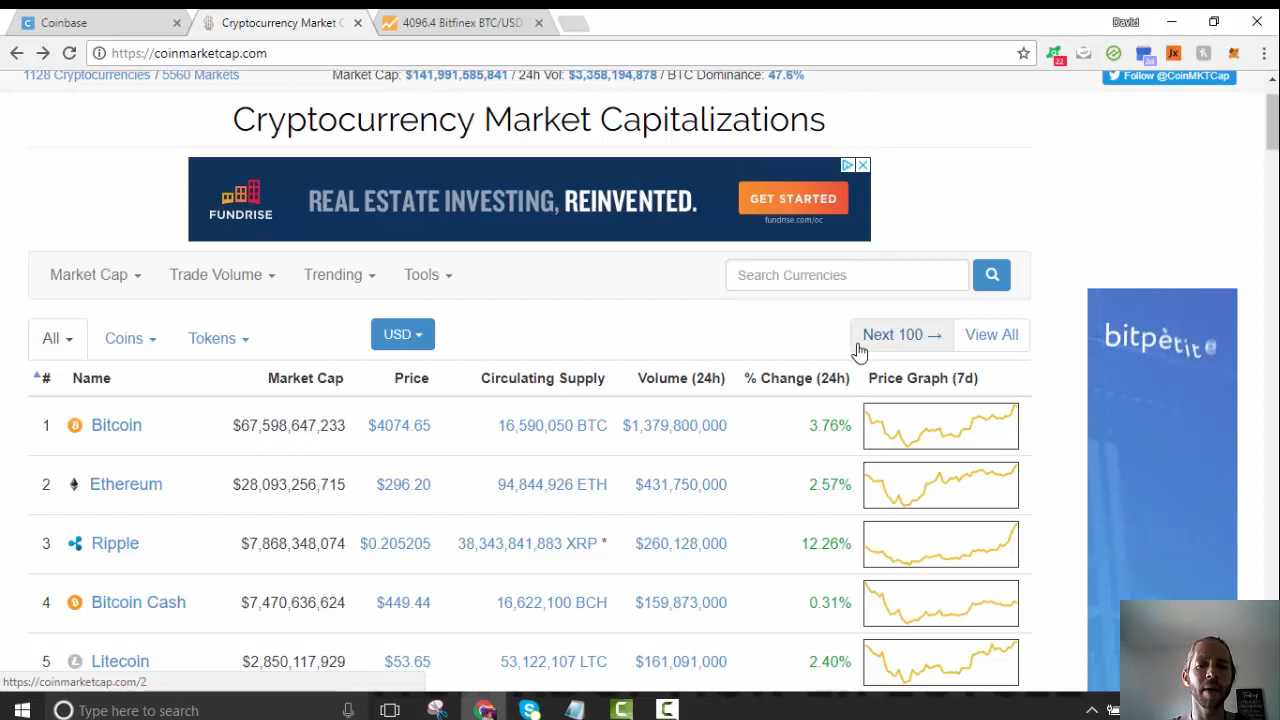 Coinbase
Cryptocurrency Market C
4096.4 Bitfinex BTC/USD
David
https://coinmarketcap.com
22
2d
Jx
1128 Cryptocurrencies / 5560 Markets
Market Cap: $141,991,585,841 / 24h Vol: $3,358,194,878 / BTC Dominance: 47.6%
Follow @CoinMKTCap
Cryptocurrency Market Capitalizations
FUNDRISE
REAL ESTATE INVESTING, REINVENTED.
GET STARTED
fundrise.com/oc
Market Cap Trade Volume Trending Tools
Search Currencies
All Coins Tokens USD Next 100 → View All
bitpètite
# Name Market Cap Price Circulating Supply Volume (24h) % Change (24h) Price Graph (7d)
1 Bitcoin $67,598,647,233 $4074.65 16,590,050 BTC $1,379,800,000 3.76%
2 Ethereum $28,093,256,715 $296.20 94,844,926 ETH $431,750,000 2.57%
3 Ripple $7,868,348,074 $0.205205 38,343,841,883 XRP * $260,128,000 12.26%
4 Bitcoin Cash $7,470,636,624 $449.44 16,622,100 BCH $159,873,000 0.31%
5 Litecoin $2,850,117,929 $53.65 53,122,107 LTC $161,091,000 2.40%
https://coinmarketcap.com/2
Type here to search